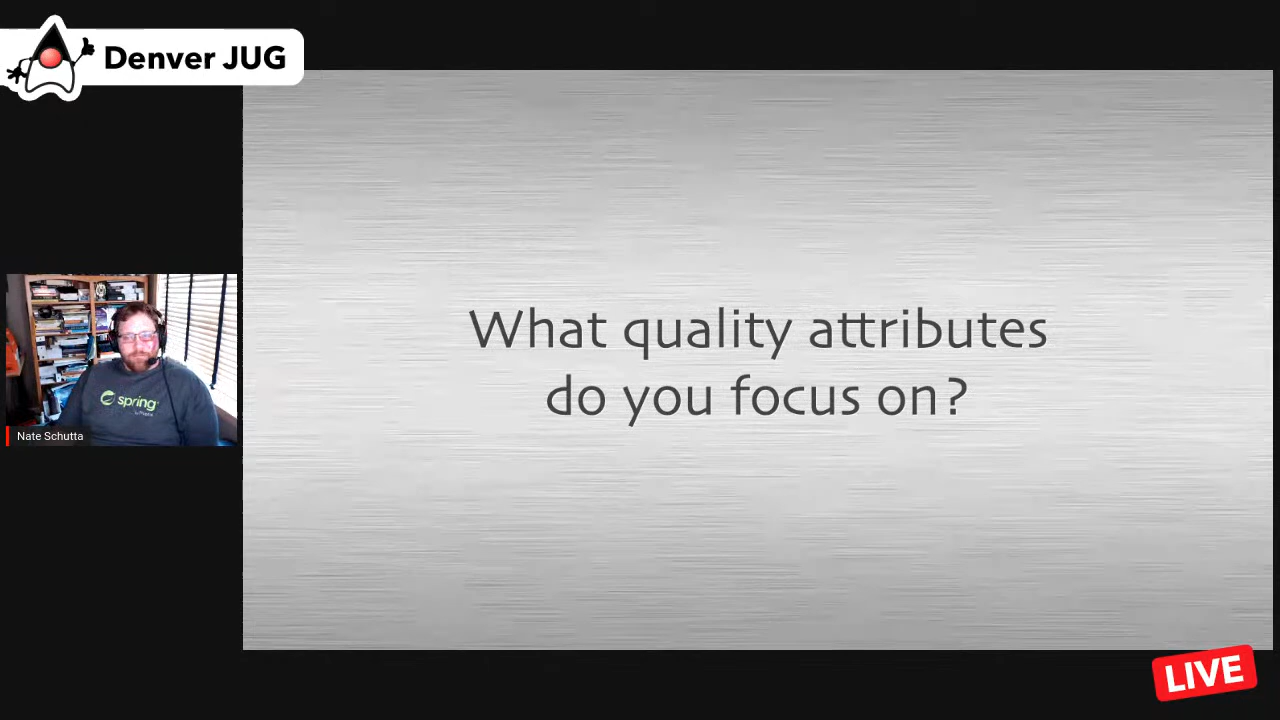 Denver JUG
What quality attributes
do you focus on?
spring
Nate Schutta
LIVE